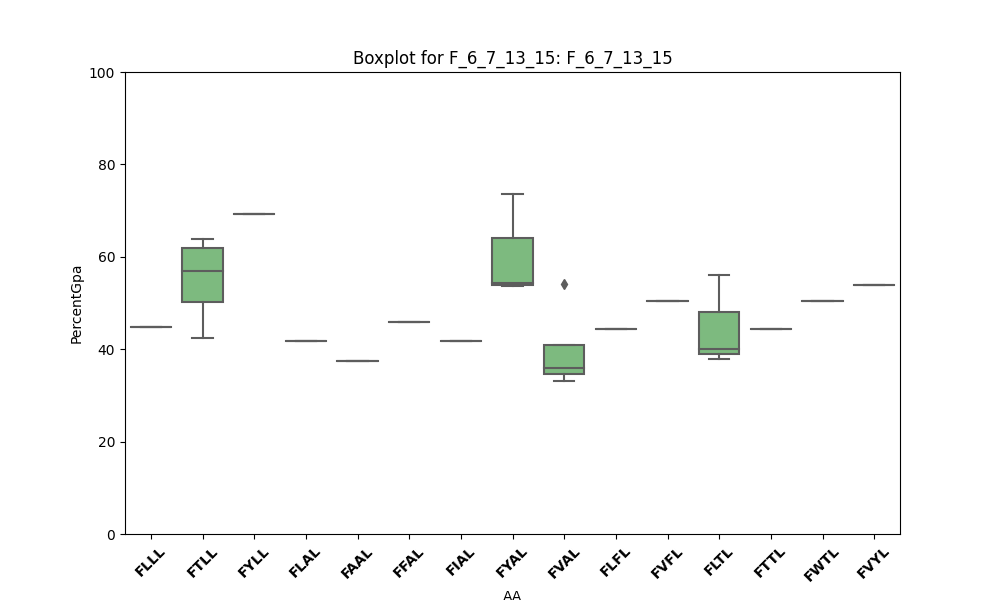 Boxplot for F_6_7_13_15: F_6_7_13_15
100
80
60
40
20
0
PercentGpa
FLLL
FTLL
FYLL
FLAL
FAAL
FFAL
FIAL
FYAL
FVAL
FLFL
FVFL
FLTL
FTTL
FWTL
FVYL
AA